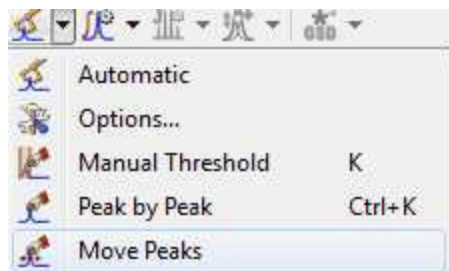 Automatic
Options...
Manual Threshold K
Peak by Peak Ctrl+K
Move Peaks